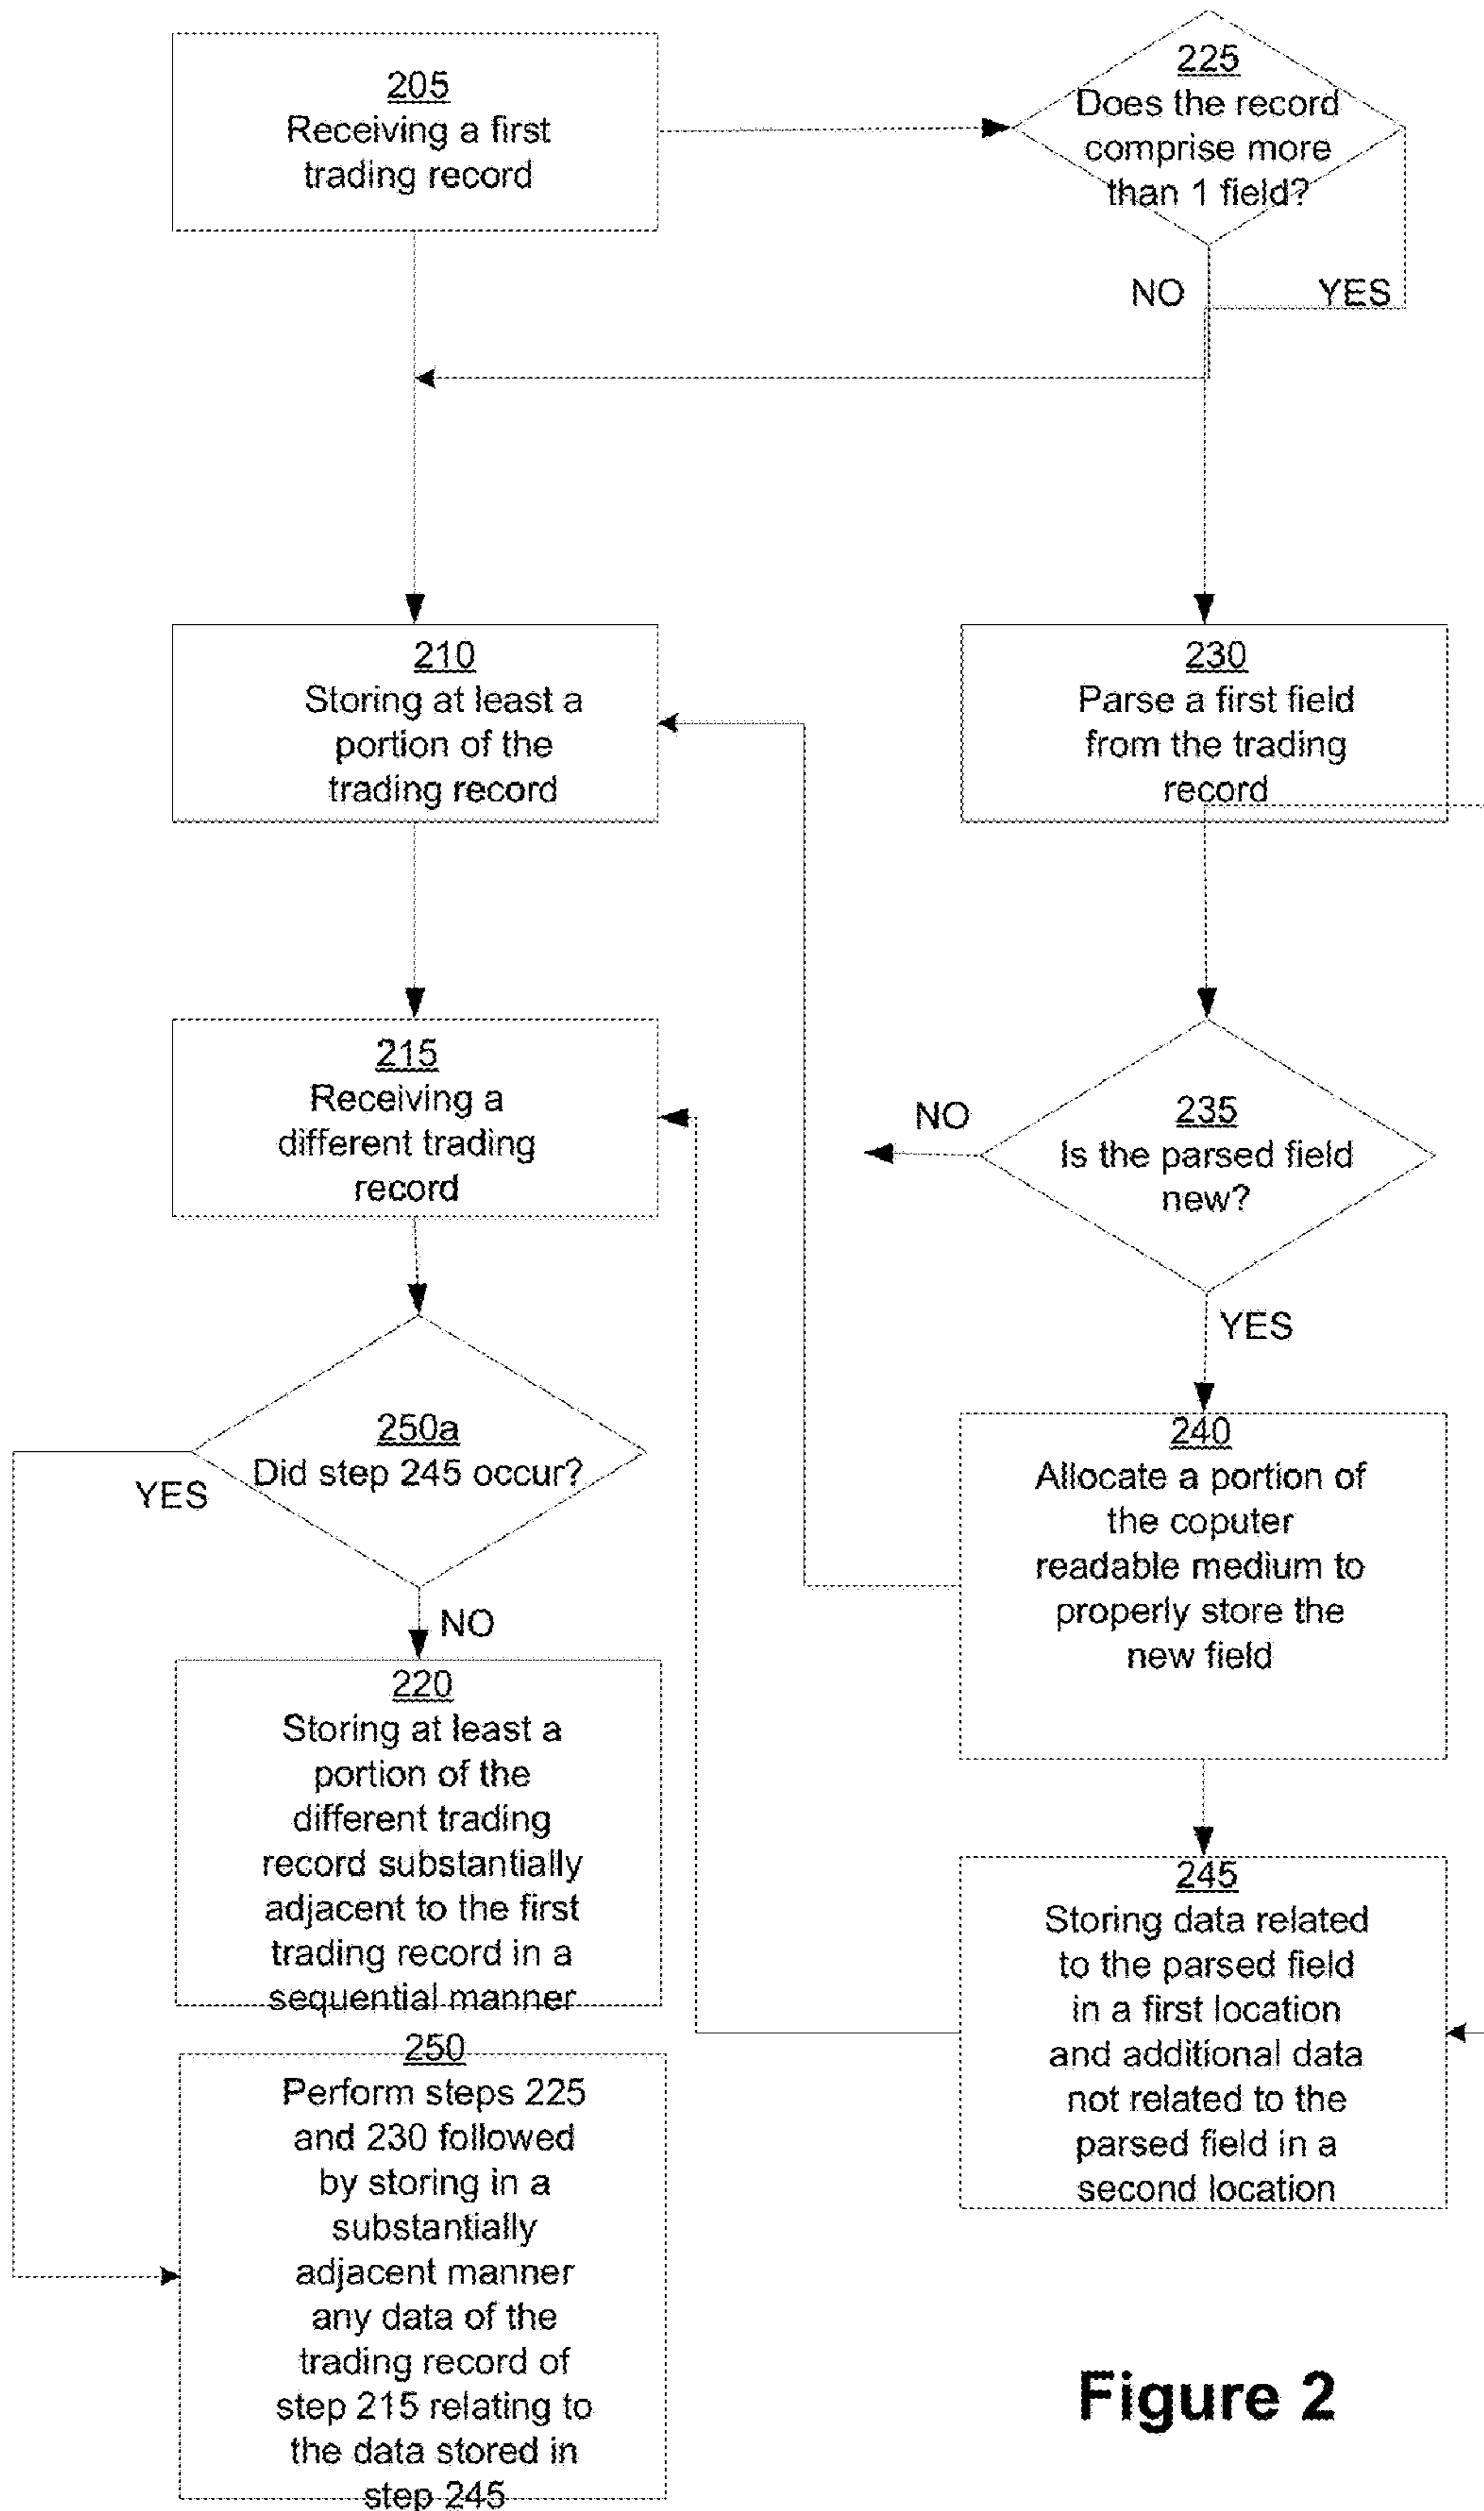 205
Receiving a first
trading record
225
Does the record
comprise more
than 1 field?
NO
YES
210
Storing at least a
portion of the
trading record
230
Parse a first field
from the trading
record
215
Receiving a
different trading
record
NO
235
Is the parsed field
new?
YES
250a
Did step 245 occur?
YES
NO
240
Allocate a portion of
the coputer
readable medium to
properly store the
new field
220
Storing at least a
portion of the
different trading
record substantially
adjacent to the first
trading record in a
sequential manner
245
Storing data related
to the parsed field
in a first location
and additional data
not related to the
parsed field in a
second location
250
Perform steps 225
and 230 followed
by storing in a
substantially
adjacent manner
any data of the
trading record of
step 215 relating to
the data stored in
step 245
Figure 2